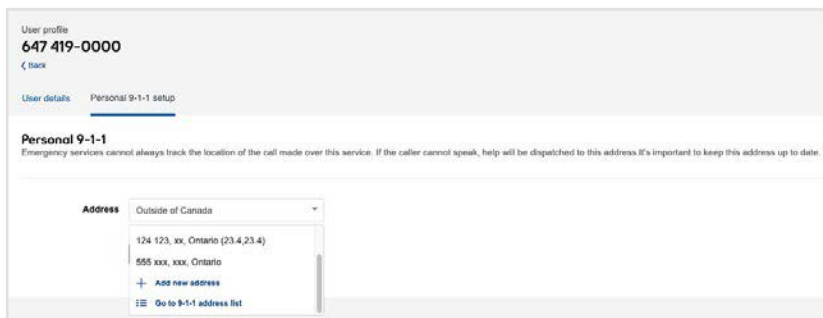 User profile
647 419-0000
Back
User details Personal 9-1-1 setup
Personal 9-1-1
Emergency services cannot always track the location of the call made over this service. If the caller cannot speak, help will be dispatched to this address.It's important to keep this address up to date.
Address Outside of Canada
124 123, xx, Ontario (23.4,23.4)
555 xxx, xxx, Ontario
Add new address
Go to 9-1-1 address list